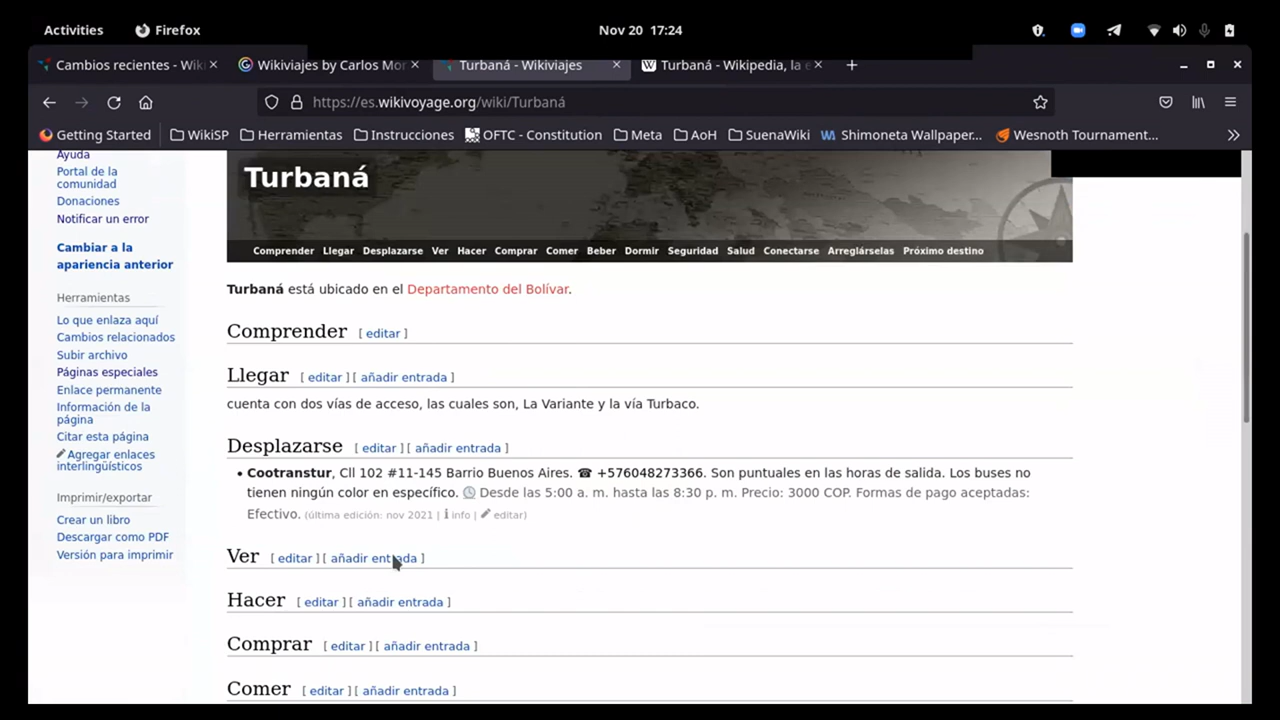 Activities Firefox Nov 20 17:24
Cambios recientes - Wiki Wikiviajes by Carlos Mor Turbaná - Wikiviajes Turbaná - Wikipedia, la e
https://es.wikivoyage.org/wiki/Turbaná
Getting Started WikiSP Herramientas Instrucciones OFTC - Constitution Meta AoH SuenaWiki Shimoneta Wallpaper... Wesnoth Tournament...
Ayuda
Portal de la
comunidad
Donaciones
Notificar un error
Cambiar a la
apariencia anterior
Herramientas
Lo que enlaza aquí
Cambios relacionados
Subir archivo
Páginas especiales
Enlace permanente
Información de la
página
Citar esta página
Agregar enlaces
interlingüísticos
Imprimir/exportar
Crear un libro
Descargar como PDF
Versión para imprimir
Turbaná
Comprender Llegar Desplazarse Ver Hacer Comprar Comer Beber Dormir Seguridad Salud Conectarse Arreglárselas Próximo destino
Turbaná está ubicado en el Departamento del Bolívar.
Comprender [ editar ]
Llegar [ editar ][ añadir entrada ]
cuenta con dos vías de acceso, las cuales son, La Variante y la vía Turbaco.
Desplazarse [ editar ][ añadir entrada ]
• Cootranstur, Cll 102 #11-145 Barrio Buenos Aires. ☎ +576048273366. Son puntuales en las horas de salida. Los buses no
tienen ningún color en específico. Desde las 5:00 a. m. hasta las 8:30 p. m. Precio: 3000 COP. Formas de pago aceptadas:
Efectivo. (última edición: nov 2021 | info | editar)
Ver [ editar ][ añadir entrada ]
Hacer [ editar ][ añadir entrada ]
Comprar [ editar ][ añadir entrada ]
Comer [ editar ][ añadir entrada ]